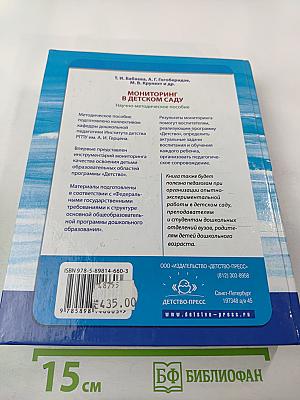 Т. И. Бабаева, А. Г. Гогоберидзе,
М. В. Крулехт и др.
МОНИТОРИНГ
В ДЕТСКОМ САДУ
Научно-методическое пособие
Методическое пособие
подготовлено коллективом
кафедры дошкольной
педагогики Института детства
РГПУ им. А. И. Герцена.
Впервые представлен
инструментарий мониторинга
качества освоения детьми
образовательных областей
программы «Детство».
Материалы подготовлены
в соответствии с «Федераль-
ными государственными
требованиями к структуре
основной общеобразователь-
ной программы дошкольного
образования».
Результаты мониторинга
помогут воспитателям,
реализующим программу
«Детство», определить
актуальные задачи
воспитания и обучения
каждого ребенка,
организовать педагогиче-
ское сопровождение.
Книга также будет
полезна педагогам при
организации опытно-
экспериментальной
работы в детском саду,
преподавателям
и студентам дошкольных
отделений вузов, родите-
лям детей дошкольного
возраста.
ISBN 978-5-89814-660-3
435.00
ООО «ИЗДАТЕЛЬСТВО «ДЕТСТВО-ПРЕСС»
ДЕТСТВО-ПРЕСС
Санкт-Петербург
197348 а/я 45
www.detstvo-press.ru
15 см
БФ БИБЛИОФАН